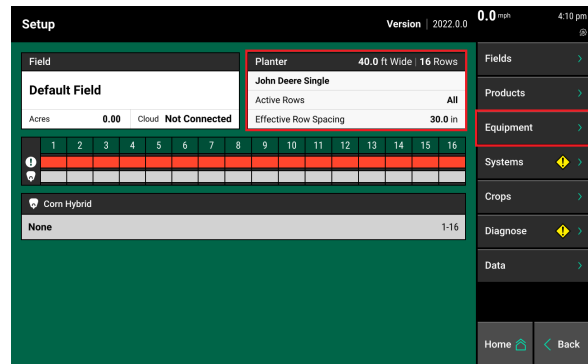 Setup
Version | 2022.0.0
0.0 mph
4:10 pm
Field
Default Field
Acres 0.00 Cloud Not Connected
Planter 40.0 ft Wide | 16 Rows
John Deere Single
Active Rows All
Effective Row Spacing 30.0 in
1 2 3 4 5 6 7 8 9 10 11 12 13 14 15 16
Corn Hybrid
None 1-16
Fields
Products
Equipment
Systems
Crops
Diagnose
Data
Home
Back